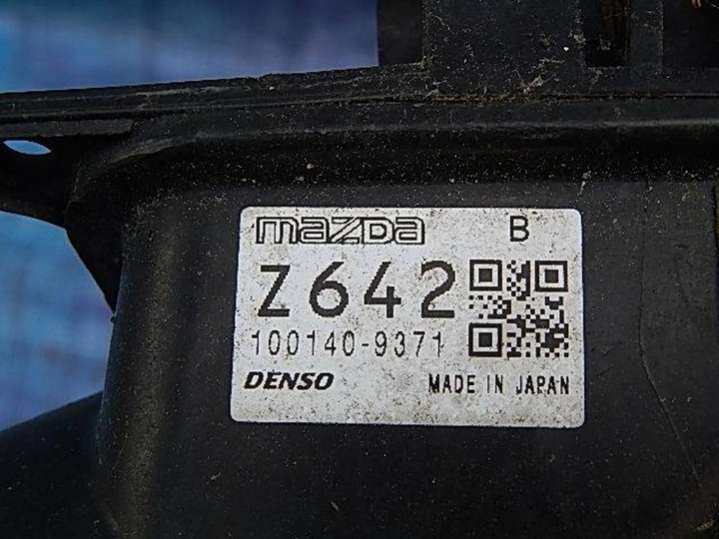 mazda B
Z642
100140-9371
DENSO MADE IN JAPAN